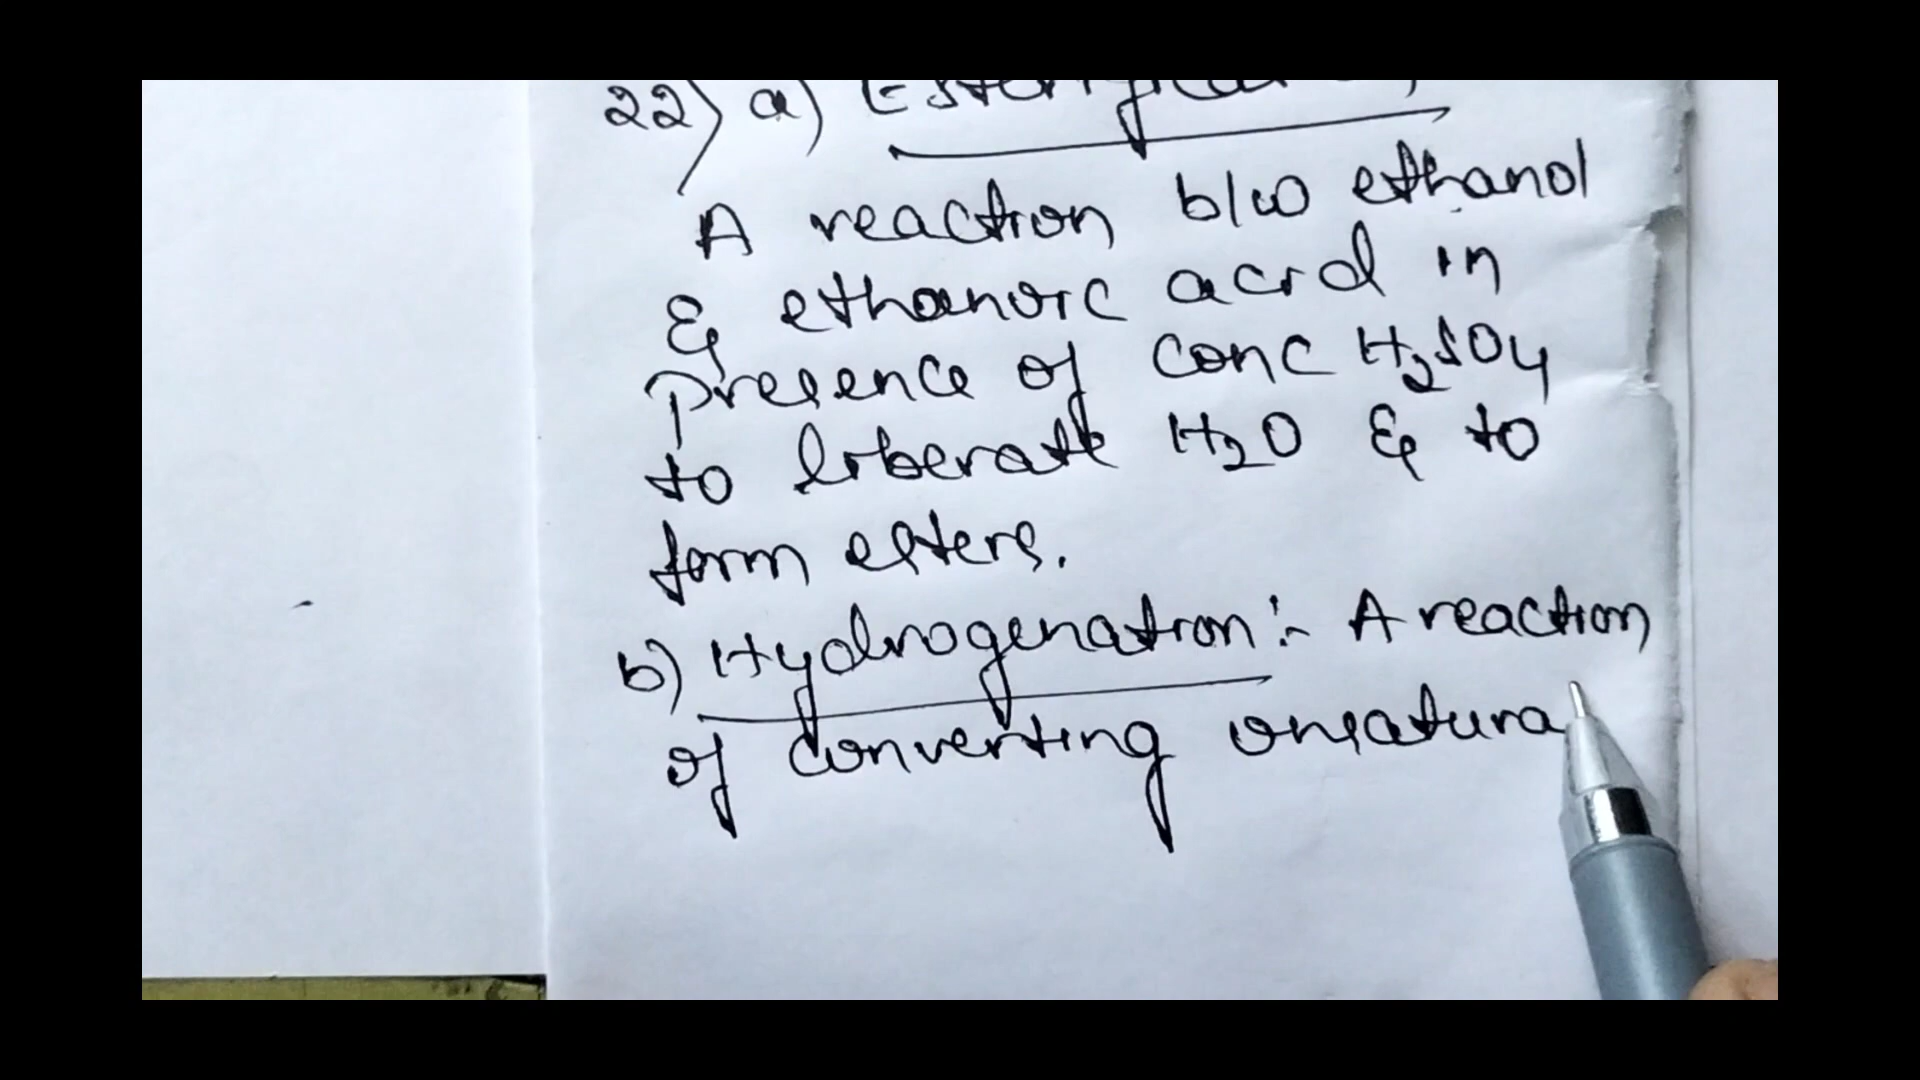 22) a) Esterification
A reaction b/w ethanol
& ethanoic acid in
presence of conc H₂SO₄
to liberate H₂O & to
form esters.
b) Hydrogenation :- A reaction
of converting unsatura